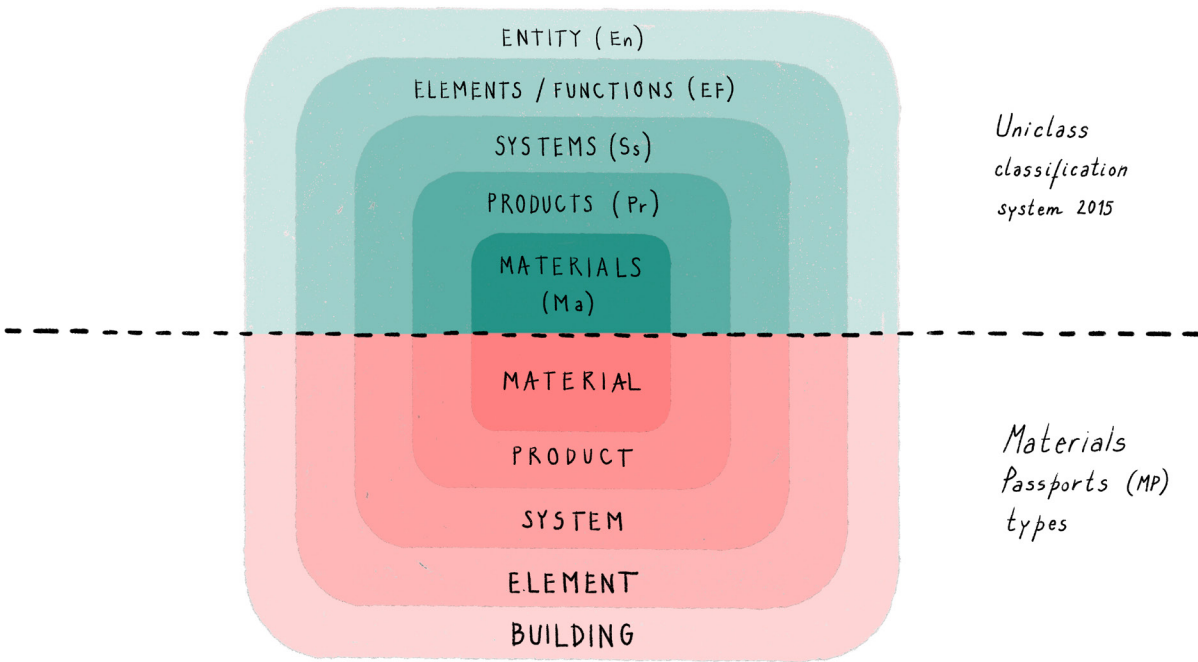 ENTITY (En)
ELEMENTS / FUNCTIONS (EF)
SYSTEMS (Ss)
PRODUCTS (Pr)
MATERIALS
(Ma)
Uniclass
classification
system 2015
MATERIAL
PRODUCT
SYSTEM
ELEMENT
BUILDING
Materials
Passports (MP)
types